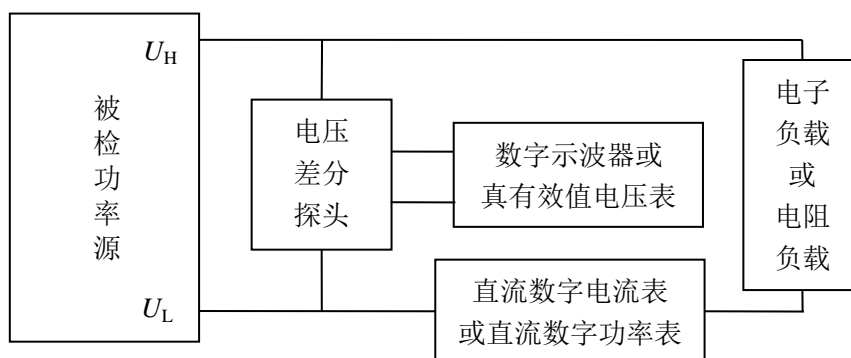 被检功率源
U_H
U_L
电压
差分
探头
数字示波器或
真有效值电压表
直流数字电流表
或直流数字功率表
电子
负载
或
电阻
负载